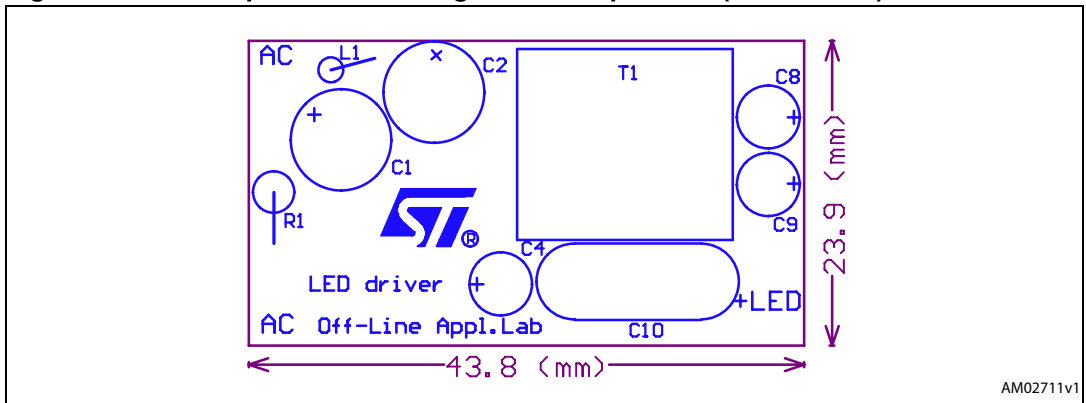 AC
L1
C2
T1
C8
C1
C9
R1
ST®
C4
LED driver
+LED
AC Off-Line Appl.Lab
C10
43.8 (mm)
23.9 (mm)
AM02711v1